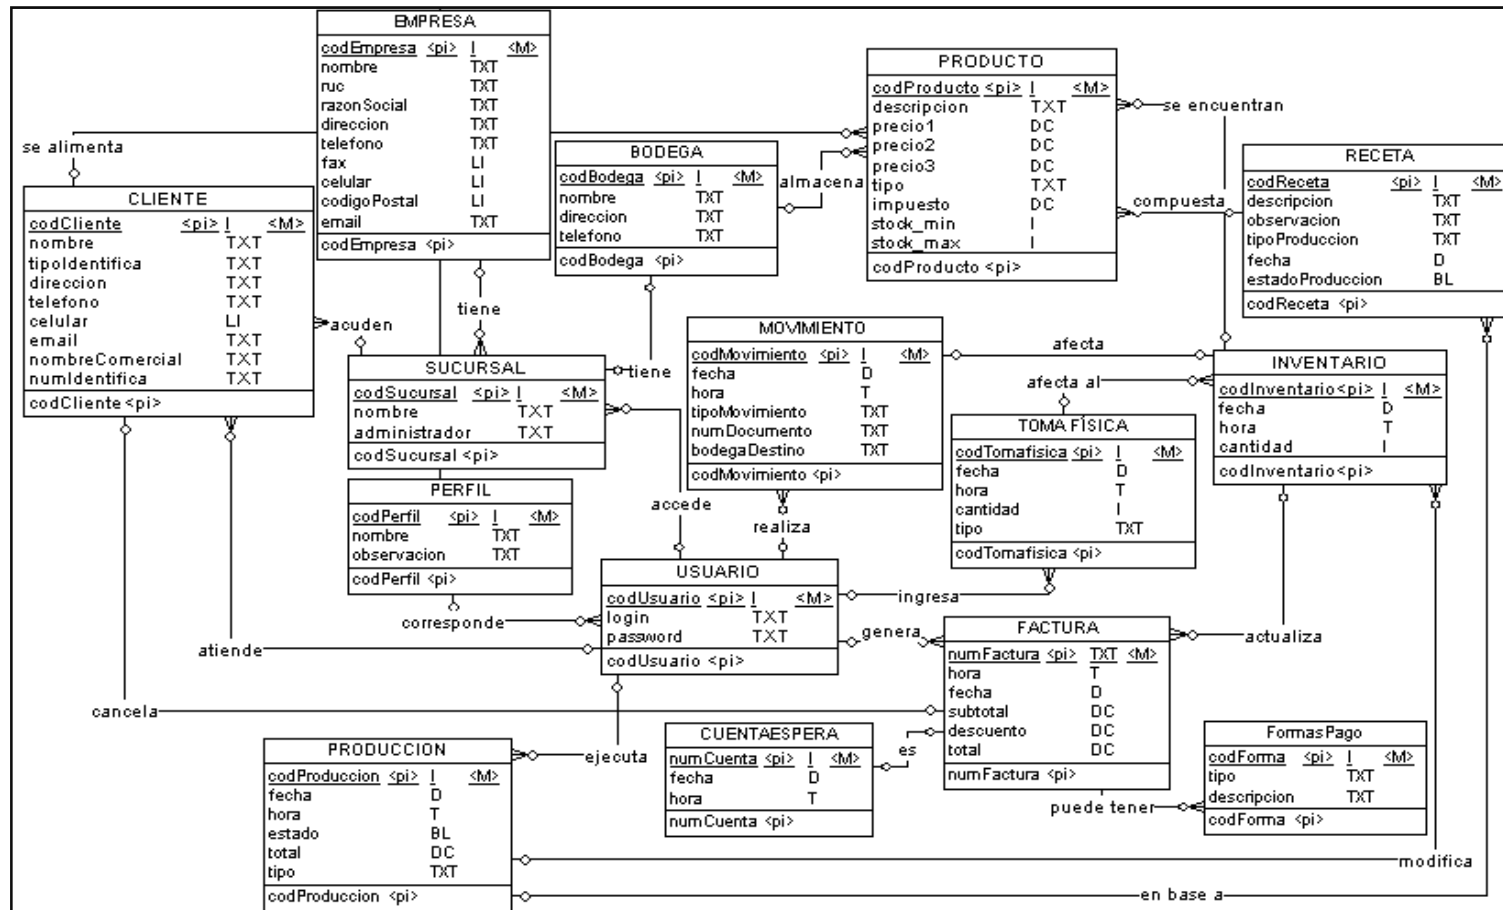 EMPRESA
codEmpresa <pi> I <M>
nombre TXT
ruc TXT
razonSocial TXT
direccion TXT
telefono TXT
fax LI
celular LI
codigoPostal LI
email TXT
codEmpresa <pi>
PRODUCTO
codProducto <pi> I <M>
descripcion TXT
precio1 DC
precio2 DC
precio3 DC
tipo TXT
impuesto DC
stock_min I
stock_max I
codProducto <pi>
se encuentran
se alimenta
BODEGA
codBodega <pi> I <M>
nombre TXT
direccion TXT
telefono TXT
codBodega <pi>
almacena
compuesta
RECETA
codReceta <pi> I <M>
descripcion TXT
observacion TXT
tipoProduccion TXT
fecha D
estadoProduccion BL
codReceta <pi>
CLIENTE
codCliente <pi> I <M>
nombre TXT
tipoIdentifica TXT
direccion TXT
telefono TXT
celular LI
email TXT
nombreComercial TXT
numIdentifica TXT
codCliente <pi>
acuden
tiene
SUCURSAL
codSucursal <pi> I <M>
nombre TXT
administrador TXT
codSucursal <pi>
tiene
MOVIMIENTO
codMovimiento <pi> I <M>
fecha D
hora T
tipoMovimiento TXT
numDocumento TXT
bodegaDestino TXT
codMovimiento <pi>
afecta
afecta al
INVENTARIO
codInventario <pi> I <M>
fecha D
hora T
cantidad I
codInventario <pi>
TOMA FÍSICA
codTomafisica <pi> I <M>
fecha D
hora T
cantidad I
tipo TXT
codTomafisica <pi>
PERFIL
codPerfil <pi> I <M>
nombre TXT
observacion TXT
codPerfil <pi>
accede
realiza
USUARIO
codUsuario <pi> I <M>
login TXT
password TXT
codUsuario <pi>
corresponde
atiende
ingresa
genera
FACTURA
numFactura <pi> TXT <M>
hora T
fecha D
subtotal DC
descuento DC
total DC
numFactura <pi>
actualiza
cancela
ejecuta
PRODUCCION
codProduccion <pi> I <M>
fecha D
hora T
estado BL
total DC
tipo TXT
codProduccion <pi>
CUENTAESPERA
numCuenta <pi> I <M>
fecha D
hora T
numCuenta <pi>
es
puede tener
FormasPago
codForma <pi> I <M>
tipo TXT
descripcion TXT
codForma <pi>
modifica
en base a